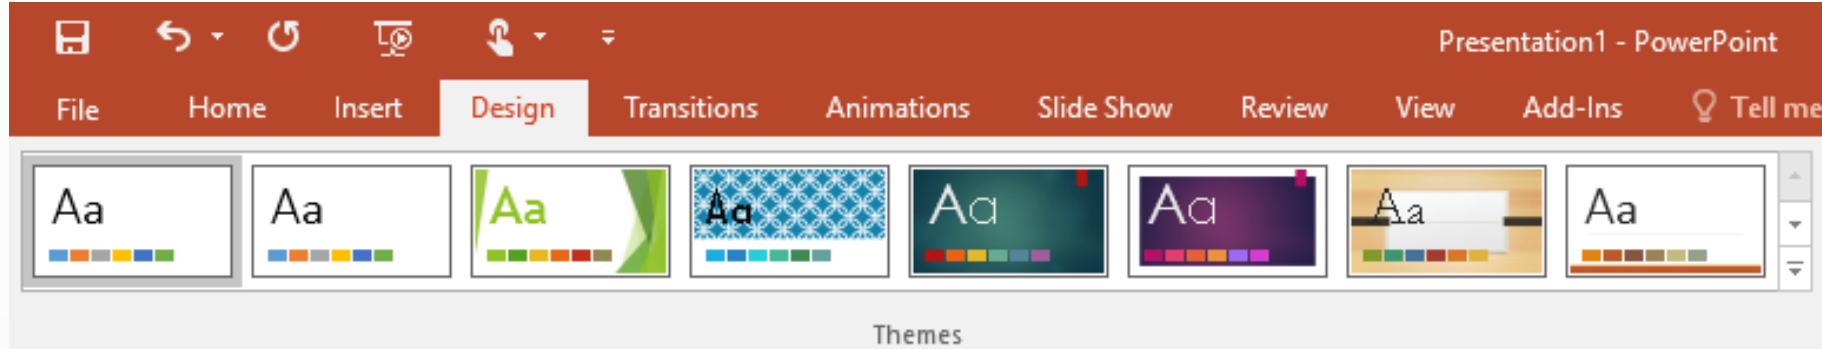 Presentation1 - PowerPoint
File Home Insert Design Transitions Animations Slide Show Review View Add-Ins Tell me
Aa Aa Aa Aa Aa Aa Aa Aa
Themes